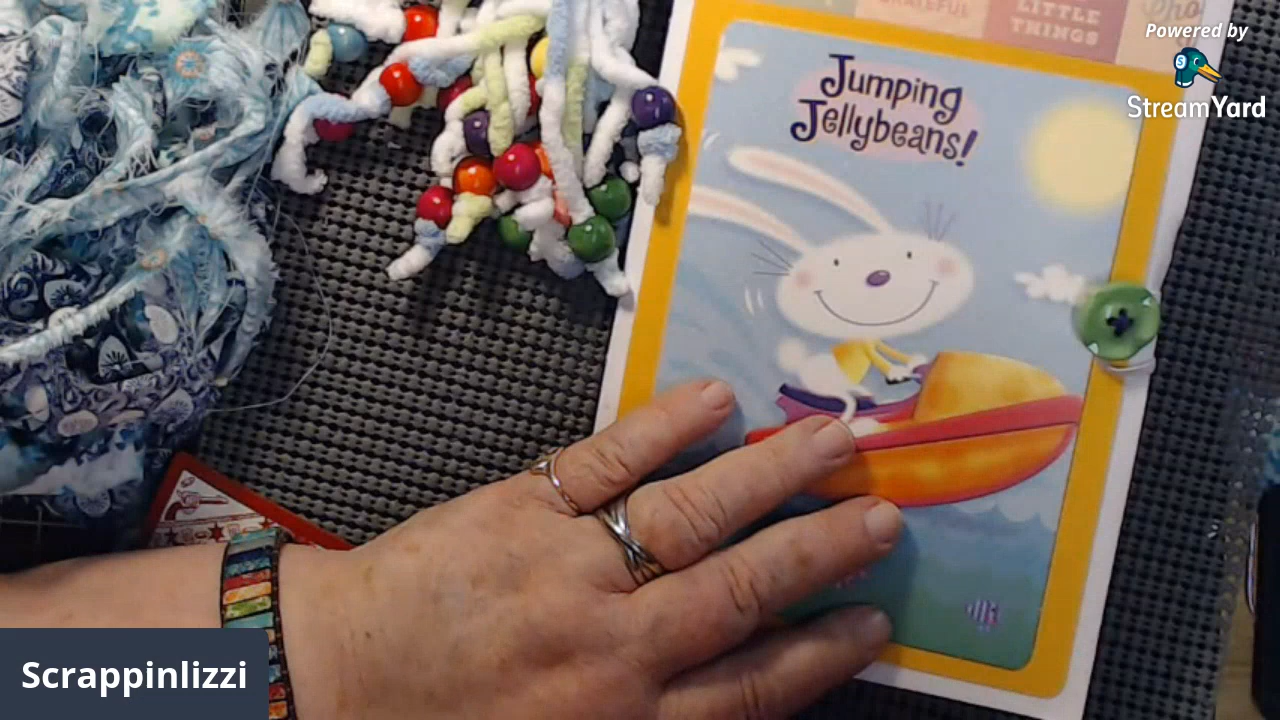 GRATEFUL
LITTLE
THINGS
Powered by
StreamYard
Jumping
Jellybeans!
Scrappinlizzi